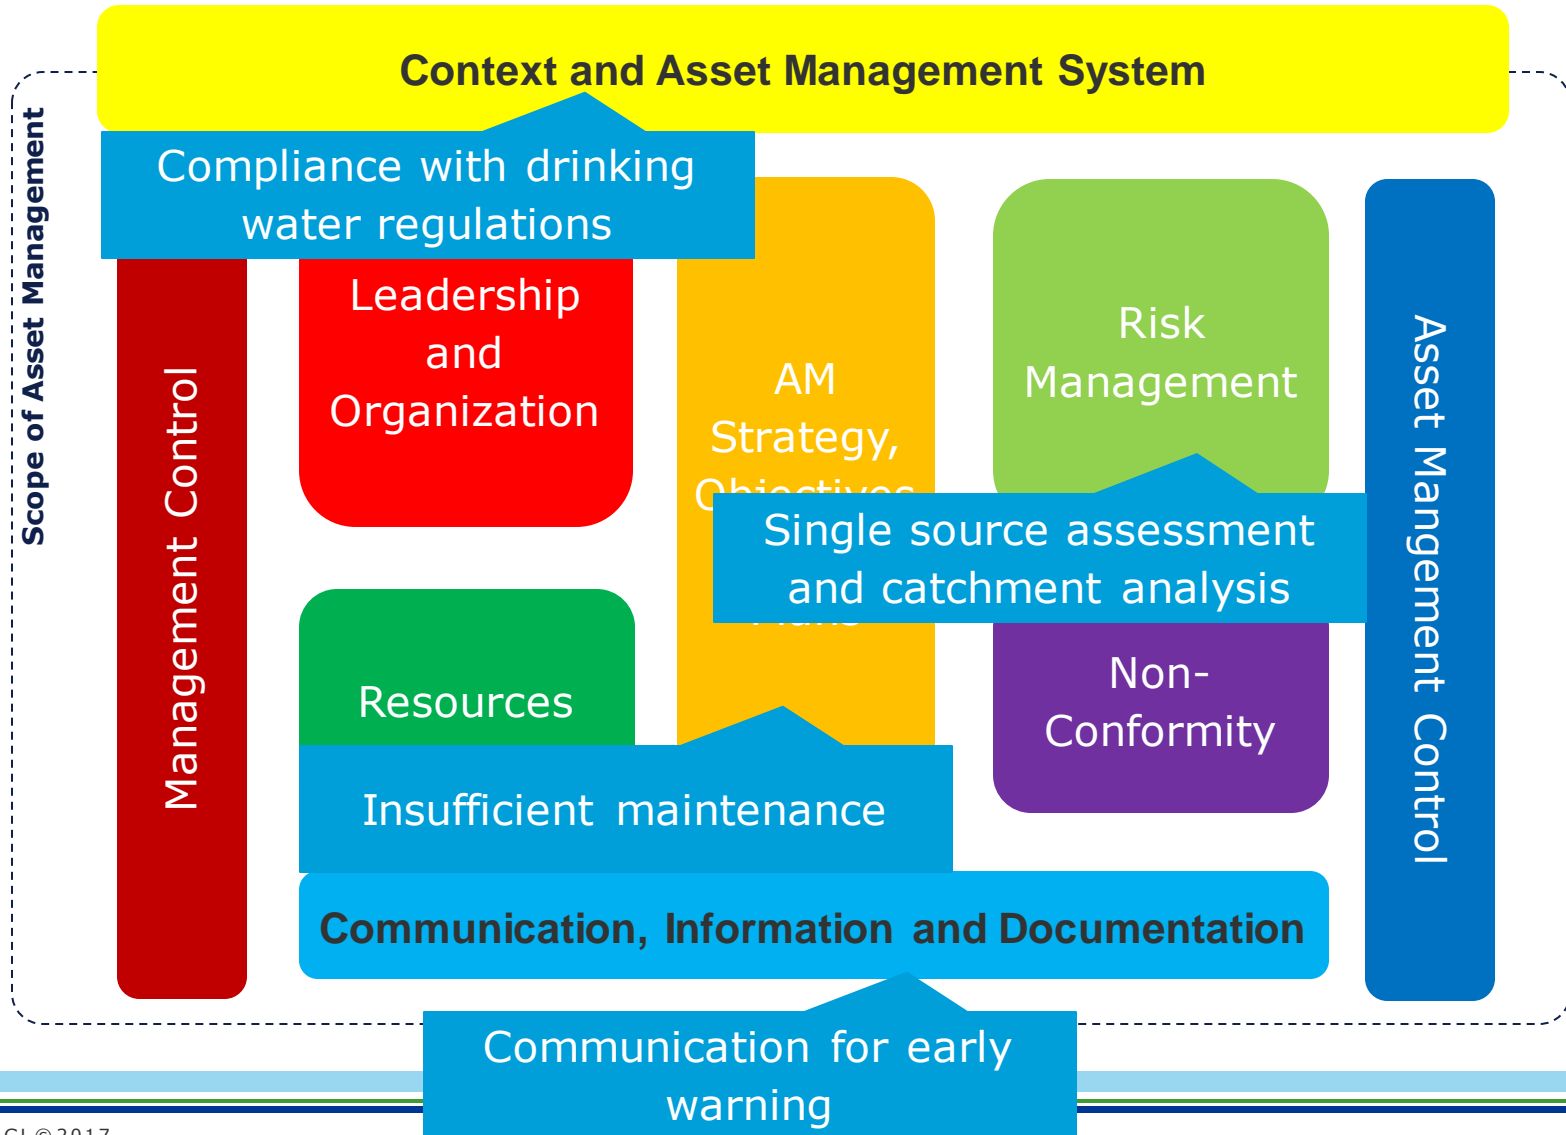 Context and Asset Management System
Scope of Asset Management
Compliance with drinking
water regulations
Management Control
Leadership
and
Organization
AM
Strategy,
Objectives
Risk
Management
Asset Mangement Control
Single source assessment
and catchment analysis
Resources
Non-
Conformity
Insufficient maintenance
Communication, Information and Documentation
Communication for early
warning
©2017